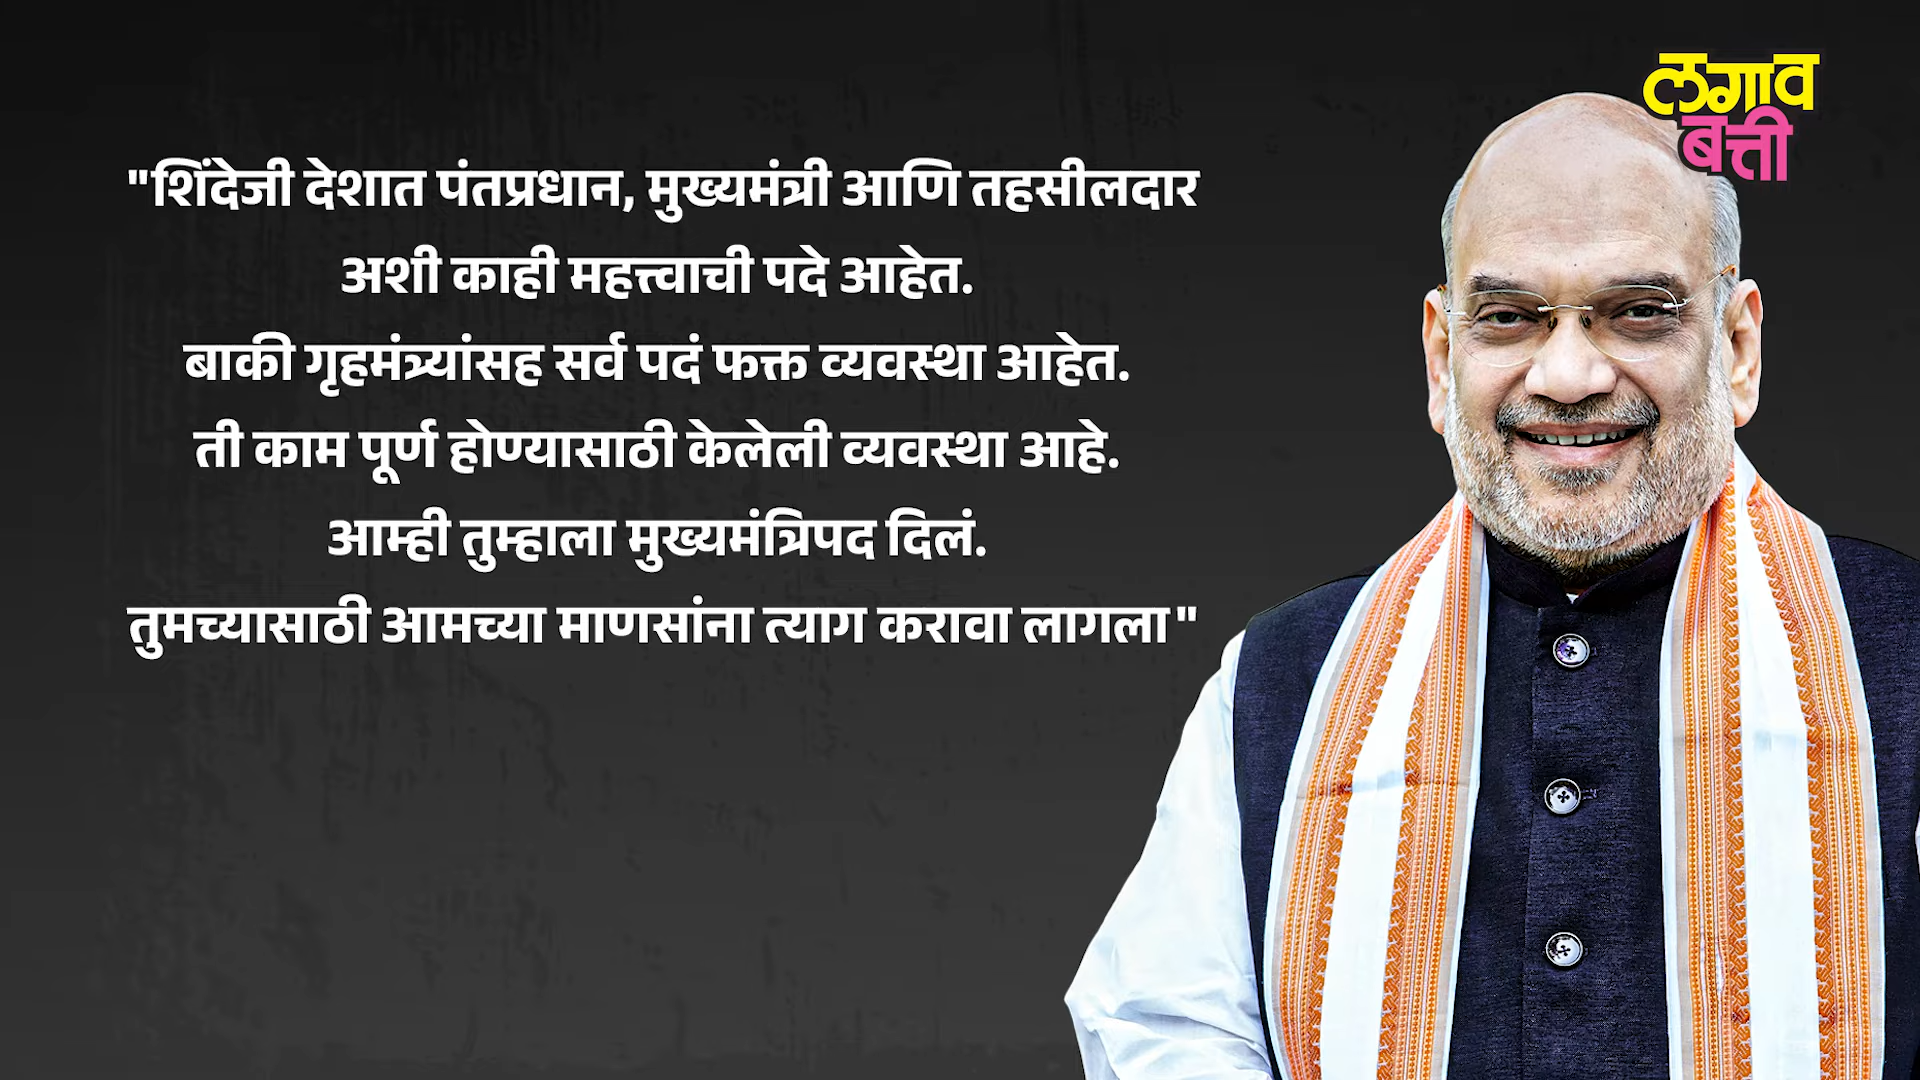 लगाव
बत्ती
"शिंदेजी देशात पंतप्रधान, मुख्यमंत्री आणि तहसीलदार
अशी काही महत्त्वाची पदे आहेत.
बाकी गृहमंत्र्यांसह सर्व पदं फक्त व्यवस्था आहेत.
ती काम पूर्ण होण्यासाठी केलेली व्यवस्था आहे.
आम्ही तुम्हाला मुख्यमंत्रिपद दिलं.
तुमच्यासाठी आमच्या माणसांना त्याग करावा लागला"